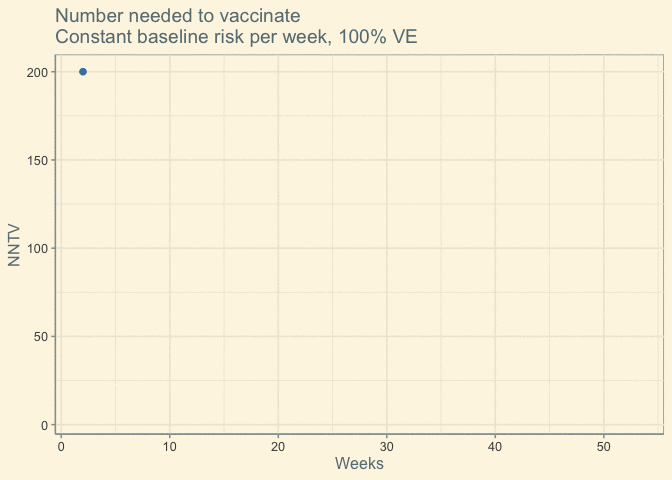 Number needed to vaccinate
Constant baseline risk per week, 100% VE
200
150
100
50
0
NNTV
0 10 20 30 40 50
Weeks